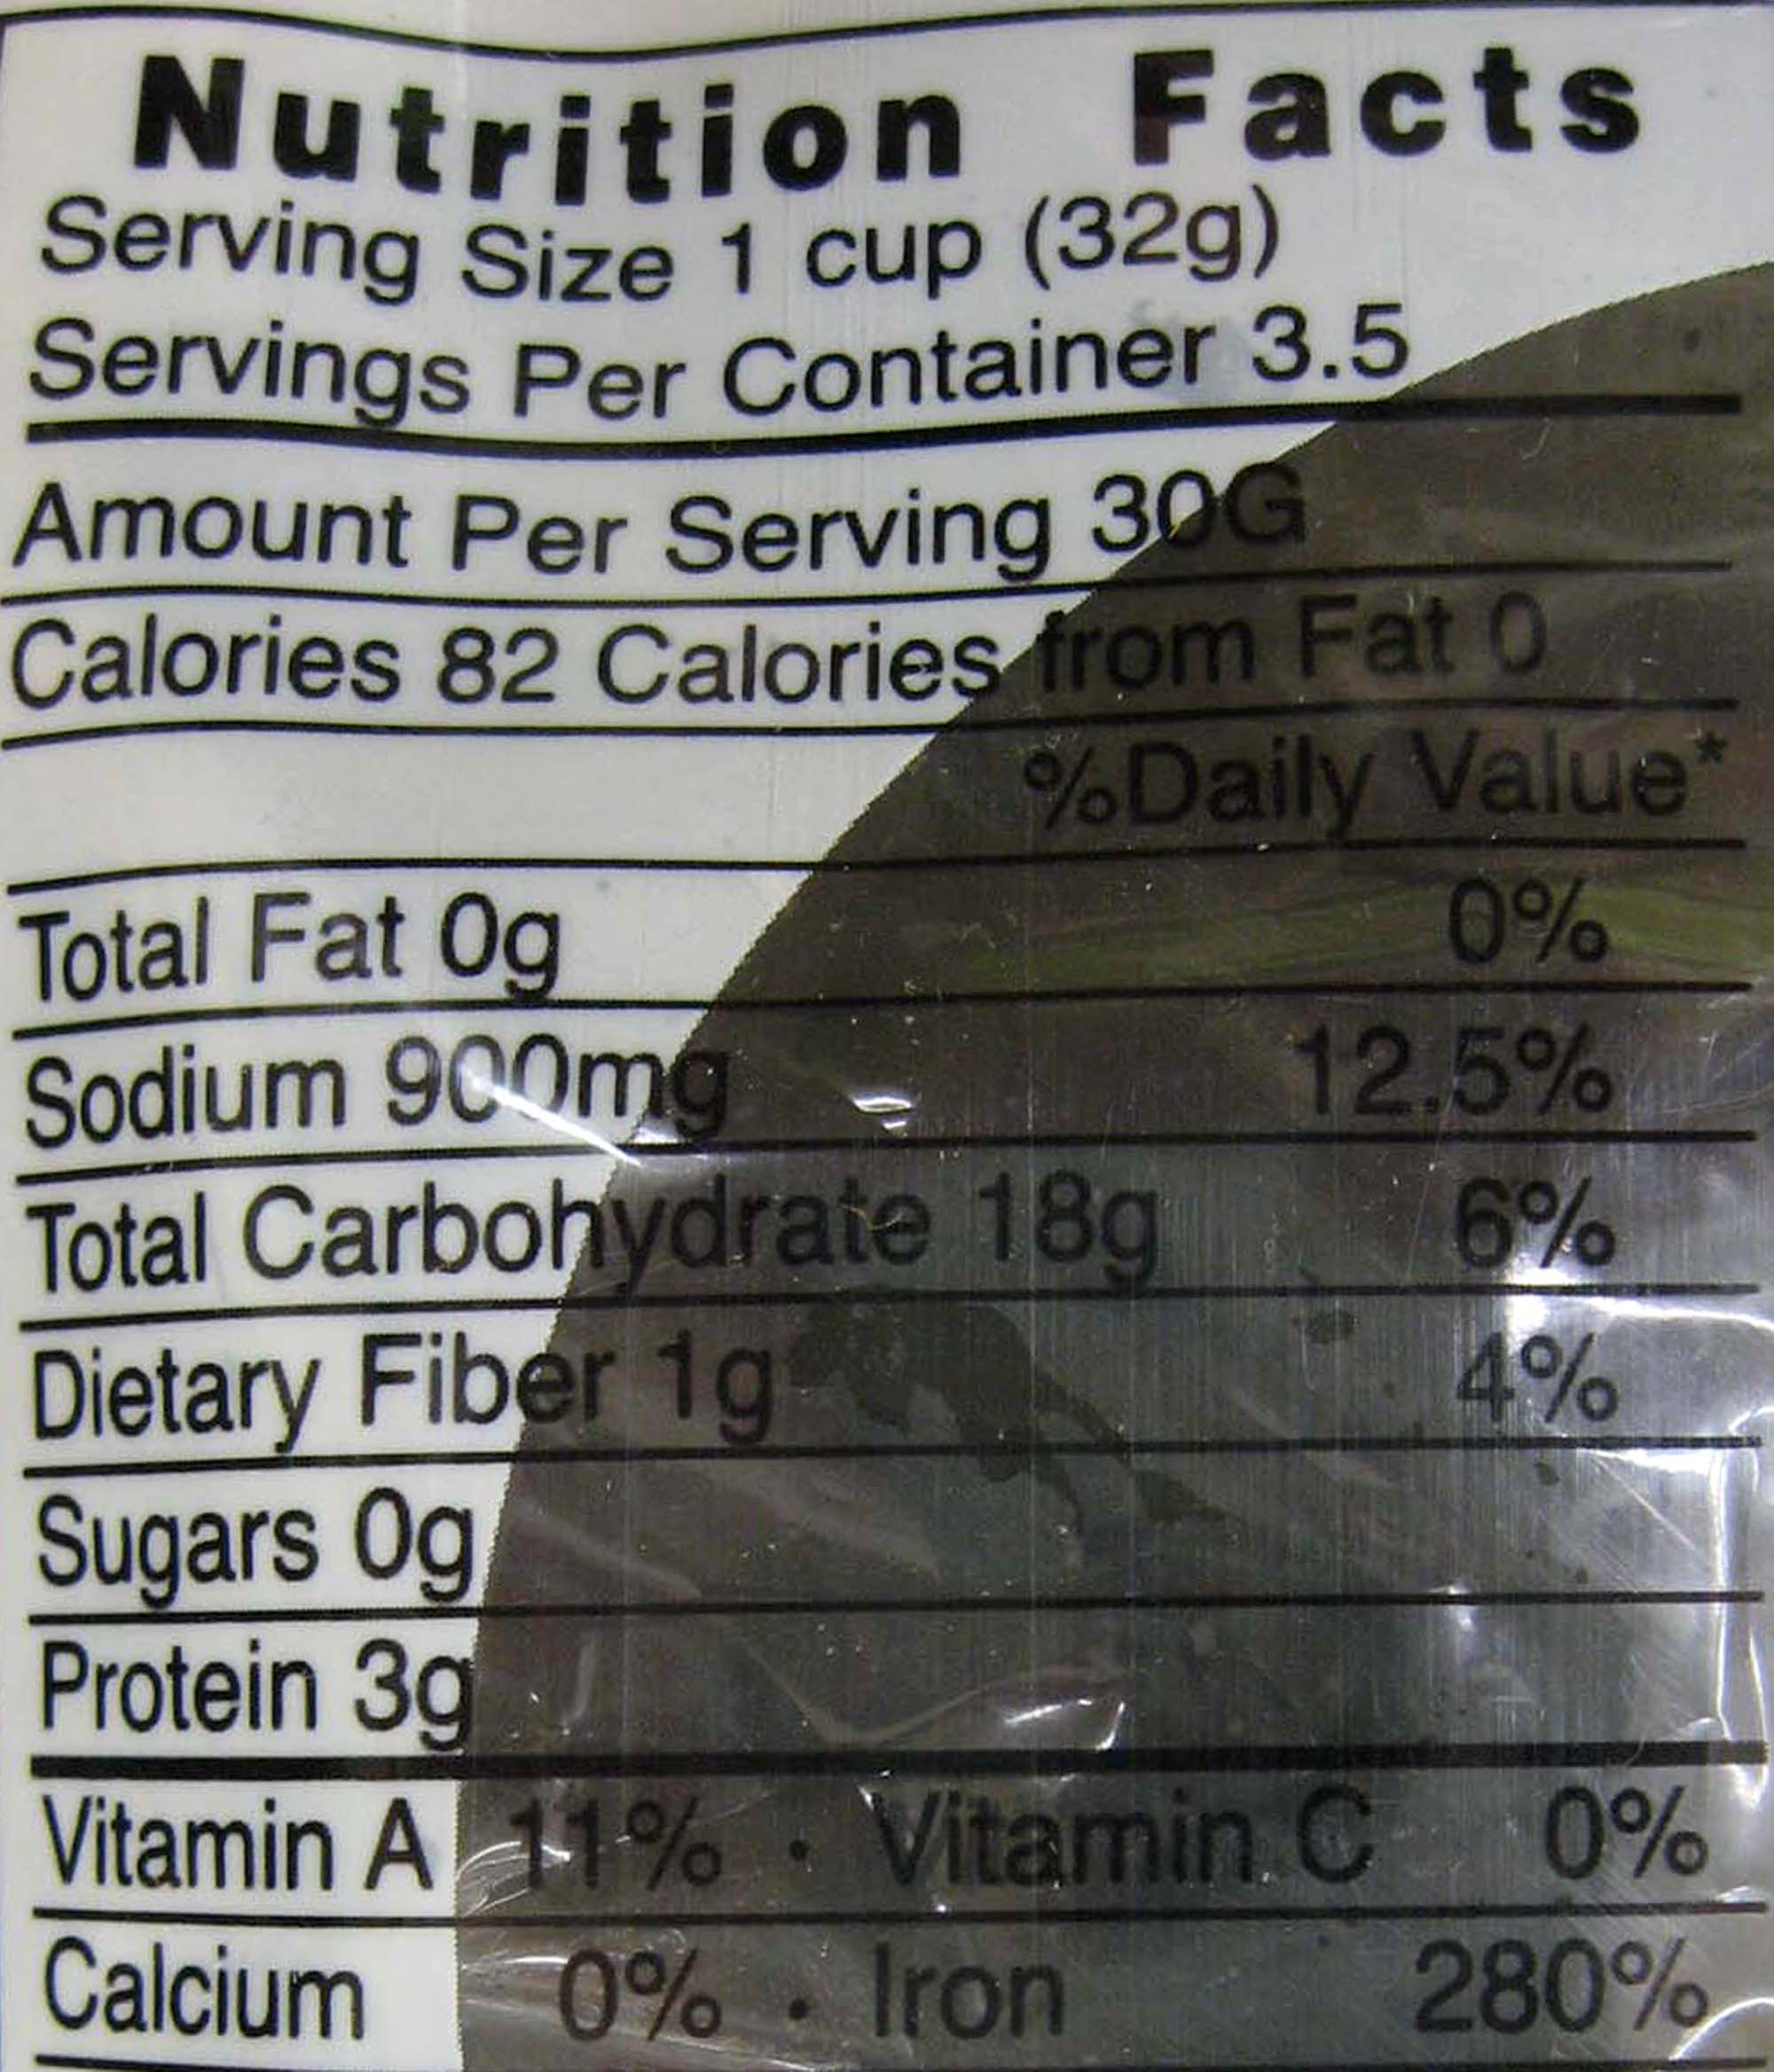 Nutrition Facts
Serving Size 1 cup (32g)
Servings Per Container 3.5
Amount Per Serving 30G
Calories 82 Calories from Fat 0
%Daily Value*
Total Fat 0g 0%
Sodium 900mg 12.5%
Total Carbohydrate 18g 6%
Dietary Fiber 1g 4%
Sugars 0g
Protein 3g
Vitamin A 11% · Vitamin C 0%
Calcium 0% · Iron 280%